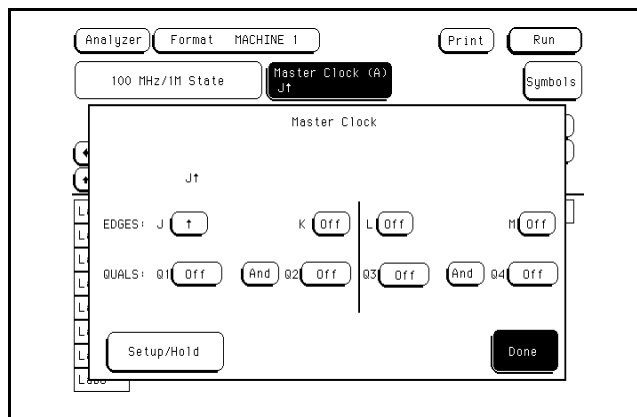 Analyzer Format MACHINE 1 Print Run
100 MHz/1M State Master Clock (A) J↑ Symbols
Master Clock
J↑
EDGES: J ↑ K Off L Off M Off
QUALS: Q1 Off And Q2 Off Q3 Off And Q4 Off
Setup/Hold Done